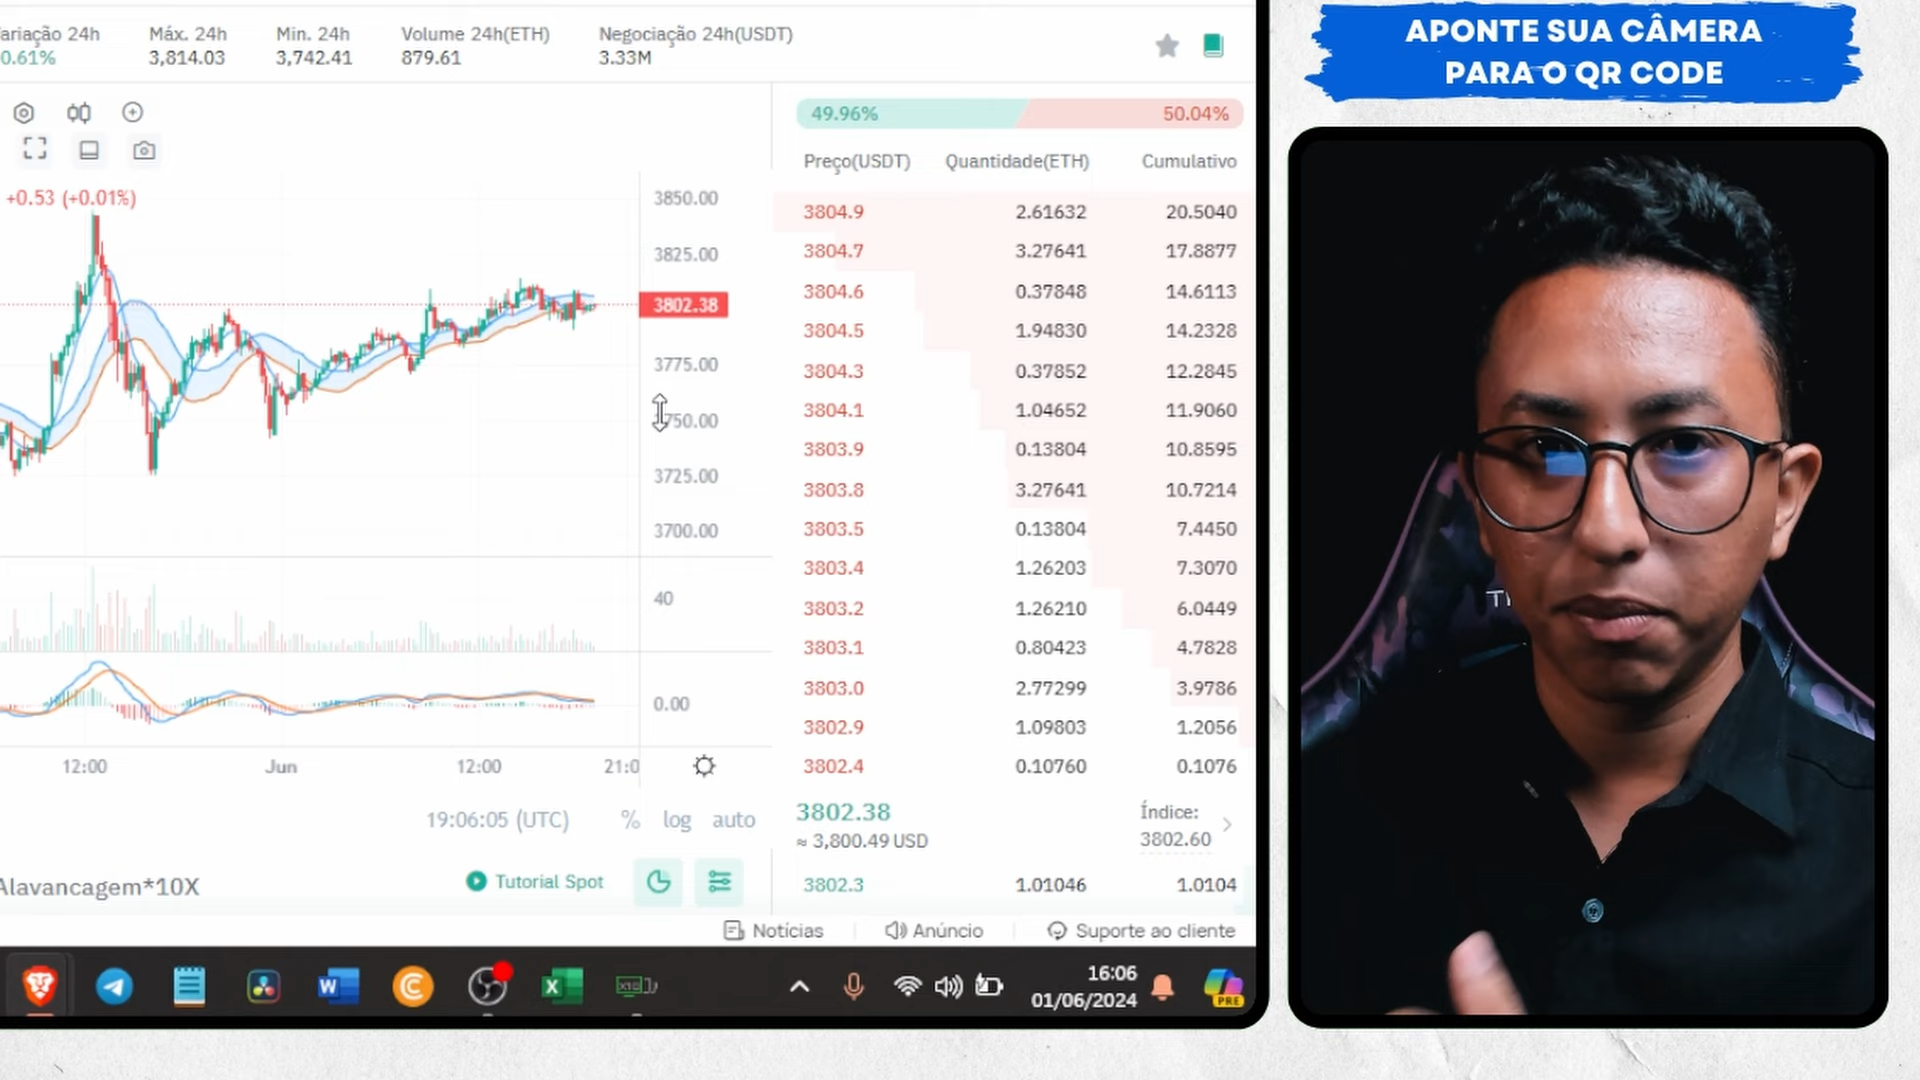 ariação 24h
Máx. 24h
Min. 24h
Volume 24h(ETH)
Negociação 24h(USDT)
0.61%
3,814.03
3,742.41
879.61
3.33M
+0.53 (+0.01%)
3850.00
3825.00
3802.38
3775.00
3750.00
3725.00
3700.00
40
0.00
12:00
Jun
12:00
21:0
19:06:05 (UTC)
%
log
auto
Alavancagem*10X
Tutorial Spot
49.96%
50.04%
Preço(USDT) Quantidade(ETH) Cumulativo
3804.9 2.61632 20.5040
3804.7 3.27641 17.8877
3804.6 0.37848 14.6113
3804.5 1.94830 14.2328
3804.3 0.37852 12.2845
3804.1 1.04652 11.9060
3803.9 0.13804 10.8595
3803.8 3.27641 10.7214
3803.5 0.13804 7.4450
3803.4 1.26203 7.3070
3803.2 1.26210 6.0449
3803.1 0.80423 4.7828
3803.0 2.77299 3.9786
3802.9 1.09803 1.2056
3802.4 0.10760 0.1076
3802.38
≈ 3,800.49 USD
Índice:
3802.60
3802.3 1.01046 1.0104
Notícias
Anúncio
Suporte ao cliente
16:06
01/06/2024
PRE
APONTE SUA CÂMERA
PARA O QR CODE